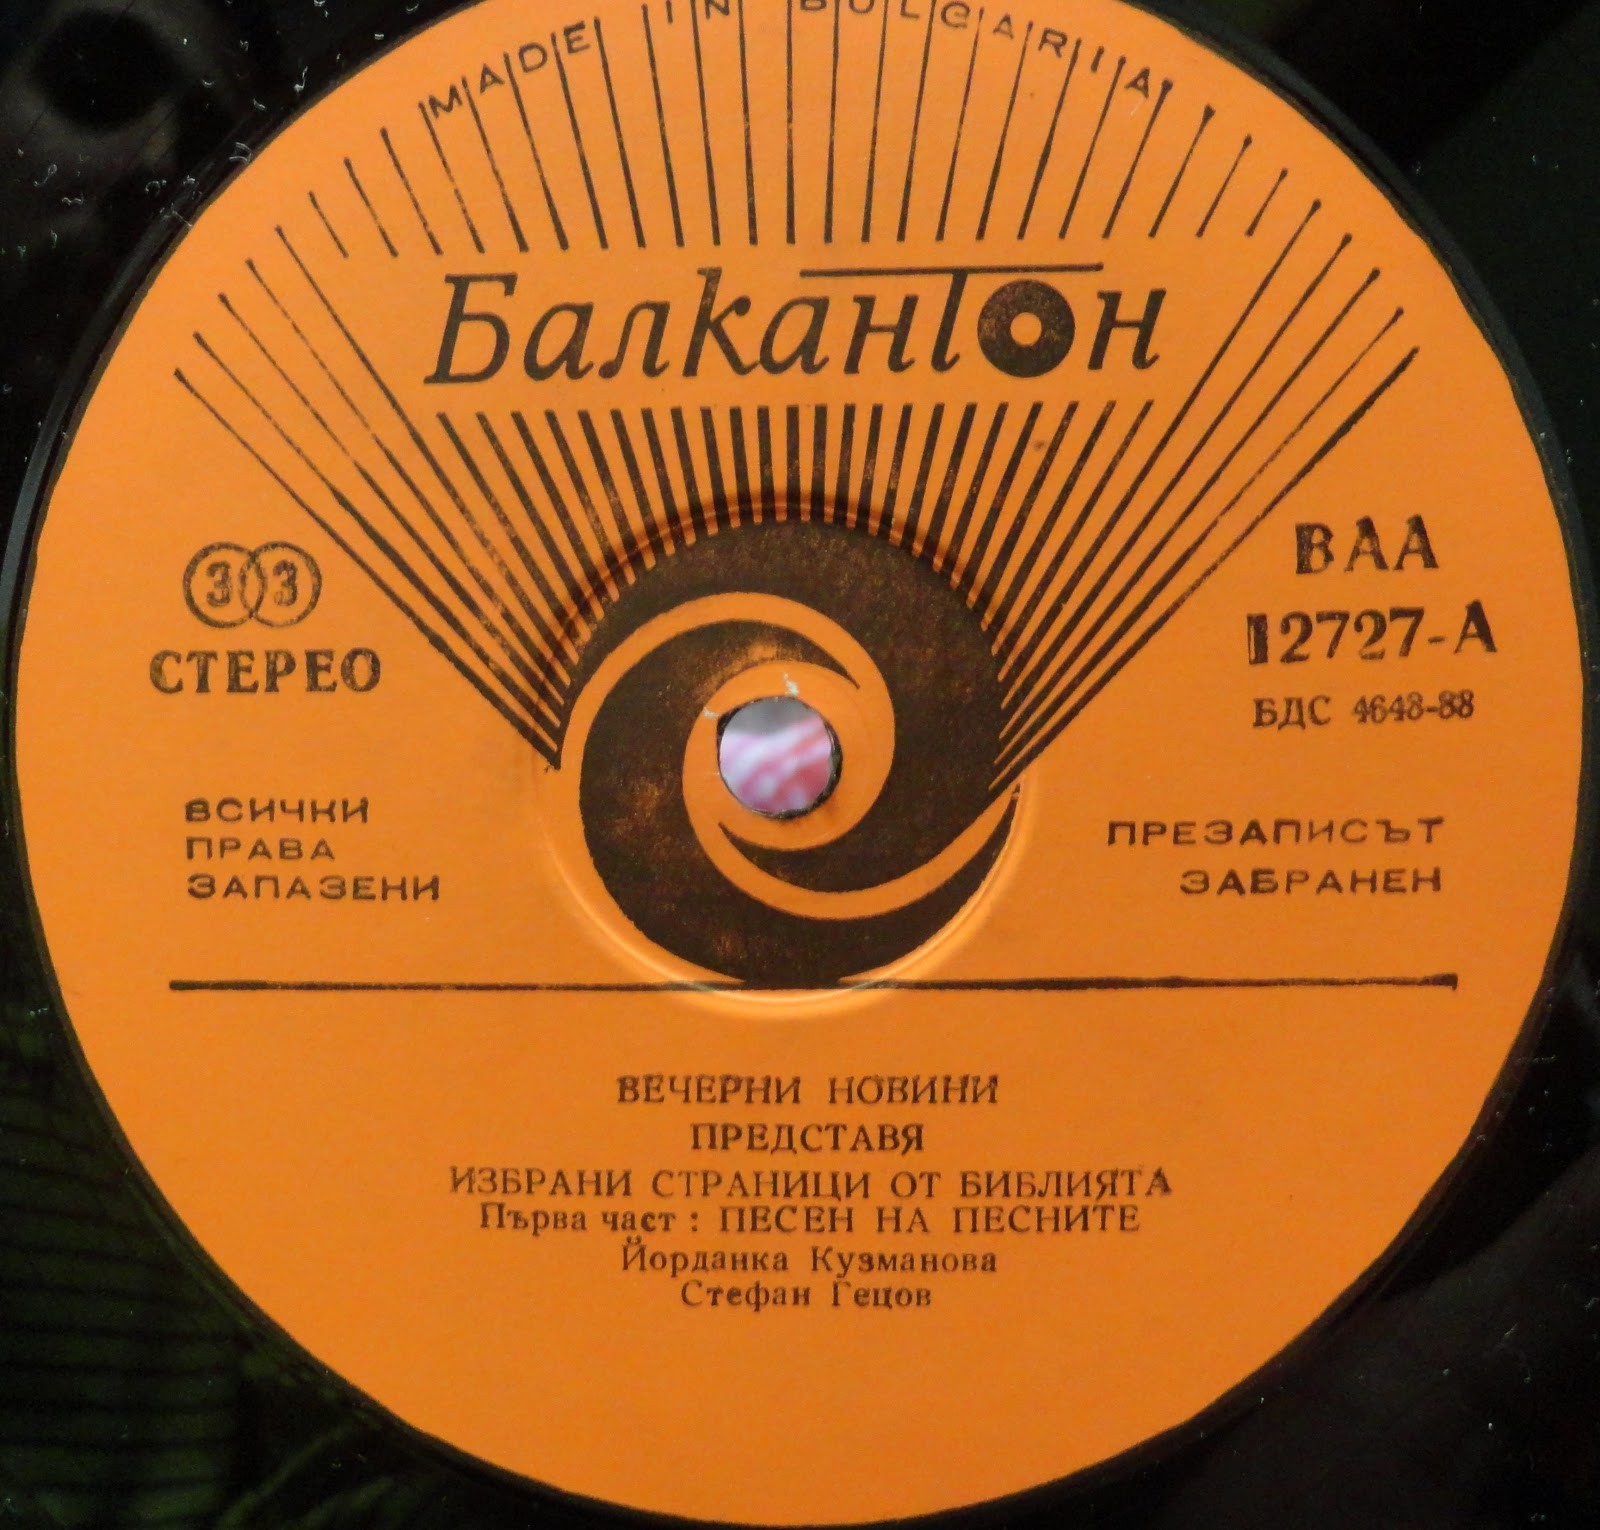 MADE IN BULGARIA
Балкантон
33
СТЕРЕО
ВАА
12727-А
БДС 4643-88
ВСИЧКИ
ПРАВА
ЗАПАЗЕНИ
ПРЕЗАПИСЪТ
ЗАБРАНЕН
ВЕЧЕРНИ НОВИНИ
ПРЕДСТАВЯ
ИЗБРАНИ СТРАНИЦИ ОТ БИБЛИЯТА
Първа част : ПЕСЕН НА ПЕСНИТЕ
Йорданка Кузманова
Стефан Гецов